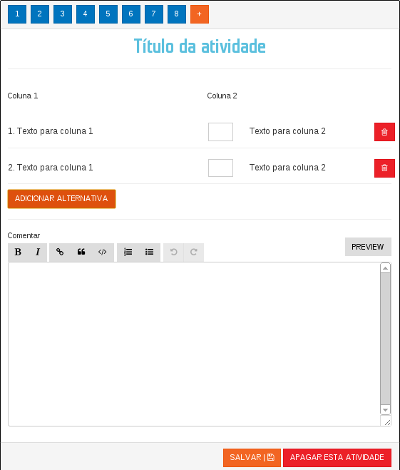 1 2 3 4 5 6 7 8 +
Título da atividade
Coluna 1 Coluna 2
1. Texto para coluna 1 Texto para coluna 2
2. Texto para coluna 1 Texto para coluna 2
ADICIONAR ALTERNATIVA
Comentar
PREVIEW
B I
SALVAR |
APAGAR ESTA ATIVIDADE